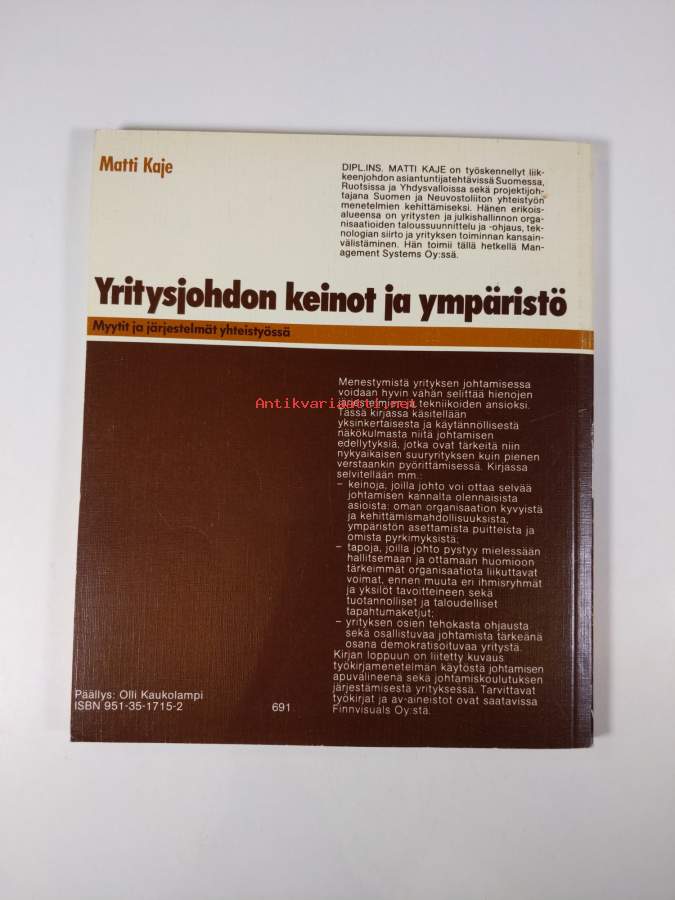 Matti Kaje
DIPL.INS. MATTI KAJE on työskennellyt liik-
keenjohdon asiantuntijatehtävissä Suomessa,
Ruotsissa ja Yhdysvalloissa sekä projektijoh-
tajana Suomen ja Neuvostoliiton yhteistyön
menetelmien kehittämiseksi. Hänen erikois-
alueensa on yritysten ja julkishallinnon orga-
nisaatioiden taloussuunnittelu ja -ohjaus, tek-
nologian siirto ja yrityksen toiminnan kansain-
välistäminen. Hän toimii tällä hetkellä Man-
agement Systems Oy:ssä.
Yritysjohdon keinot ja ympäristö
Myytit ja järjestelmät yhteistyössä
Menestymistä yrityksen johtamisessa
voidaan hyvin vähän selittää hienojen
Antikvariaatti.net
järjestelmien ja tekniikoiden ansioksi.
Tässä kirjassa käsitellään
yksinkertaisesta ja käytännöllisestä
näkökulmasta niitä johtamisen
edellytyksiä, jotka ovat tärkeitä niin
nykyaikaisen suuryrityksen kuin pienen
verstaankin pyörittämisessä. Kirjassa
selvitellään mm.:
– keinoja, joilla johto voi ottaa selvää
johtamisen kannalta olennaisista
asioista: oman organisaation kyvyistä
ja kehittämismahdollisuuksista,
ympäristön asettamista puitteista ja
omista pyrkimyksistä;
– tapoja, joilla johto pystyy mielessään
hallitsemaan ja ottamaan huomioon
tärkeimmät organisaatiota liikuttavat
voimat, ennen muuta eri ihmisryhmät
ja yksilöt tavoitteineen sekä
tuotannolliset ja taloudelliset
tapahtumaketjut;
– yrityksen osien tehokasta ohjausta
sekä osallistuvaa johtamista tärkeänä
osana demokratisoituvaa yritystä.
Kirjan loppuun on liitetty kuvaus
työkirjamenetelmän käytöstä johtamisen
apuvälineenä sekä johtamiskoulutuksen
järjestämisestä yrityksessä. Tarvittavat
työkirjat ja av-aineistot ovat saatavissa
Finnvisuals Oy:stä.
Päällys: Olli Kaukolampi
ISBN 951-35-1715-2
691